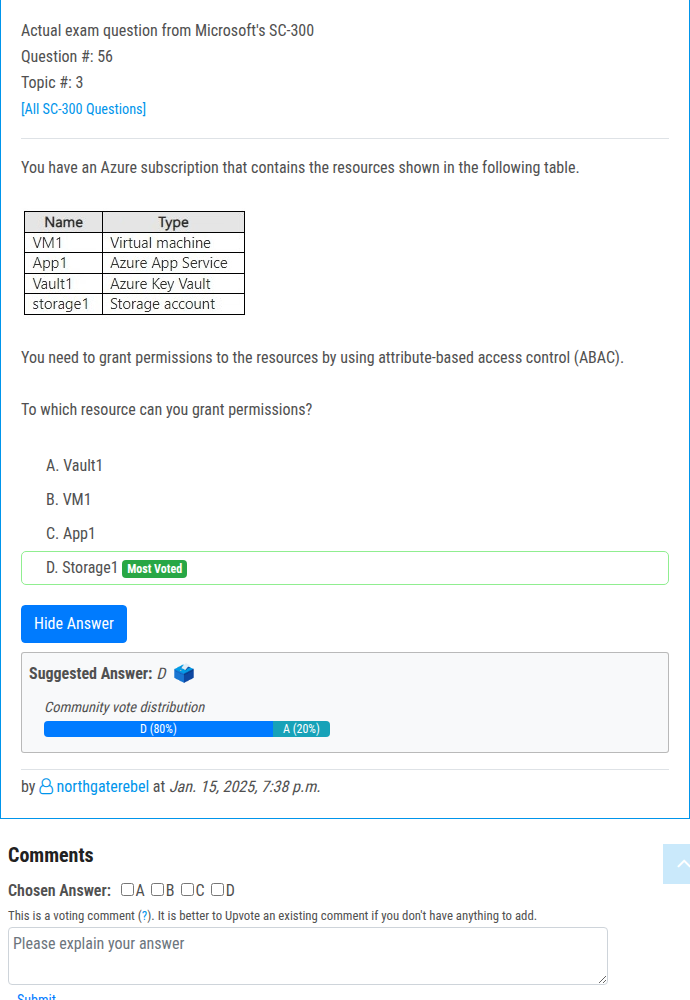 Actual exam question from Microsoft's SC-300
Question #: 56
Topic #: 3
[All SC-300 Questions]
You have an Azure subscription that contains the resources shown in the following table.
Name Type
VM1 Virtual machine
App1 Azure App Service
Vault1 Azure Key Vault
storage1 Storage account
You need to grant permissions to the resources by using attribute-based access control (ABAC).
To which resource can you grant permissions?
A. Vault1
B. VM1
C. App1
D. Storage1 Most Voted
Hide Answer
Suggested Answer: D
Community vote distribution
D (80%) A (20%)
by northgaterebel at Jan. 15, 2025, 7:38 p.m.
Comments
Chosen Answer: A B C D
This is a voting comment (?). It is better to Upvote an existing comment if you don't have anything to add.
Please explain your answer
Submit